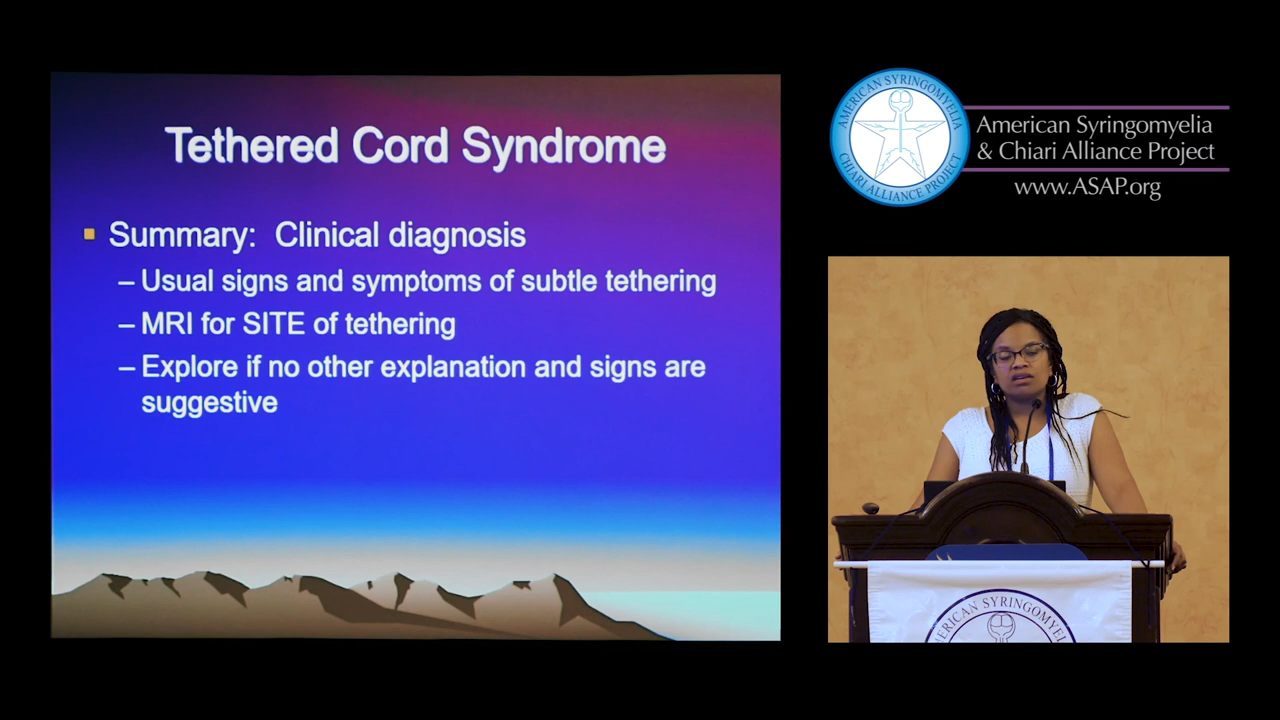 Tethered Cord Syndrome
Summary: Clinical diagnosis
– Usual signs and symptoms of subtle tethering
– MRI for SITE of tethering
– Explore if no other explanation and signs are
suggestive
AMERICAN SYRINGOMYELIA
CHIARI ALLIANCE PROJECT
American Syringomyelia
& Chiari Alliance Project
www.ASAP.org
AMERICAN SYRINGOMYELIA